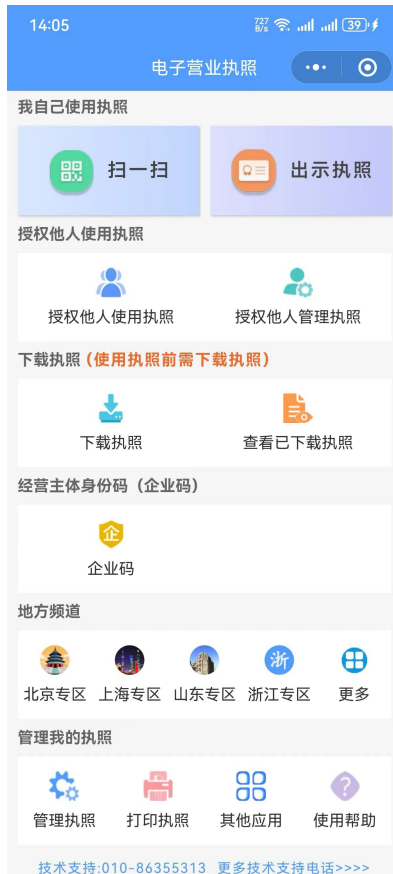 14:05 727 B/s 39
电子营业执照
我自己使用执照
扫一扫 出示执照
授权他人使用执照
授权他人使用执照 授权他人管理执照
下载执照(使用执照前需下载执照)
下载执照 查看已下载执照
经营主体身份码（企业码）
企
企业码
地方频道
浙
北京专区 上海专区 山东专区 浙江专区 更多
管理我的执照
管理执照 打印执照 其他应用 使用帮助
技术支持:010-86355313 更多技术支持电话>>>>